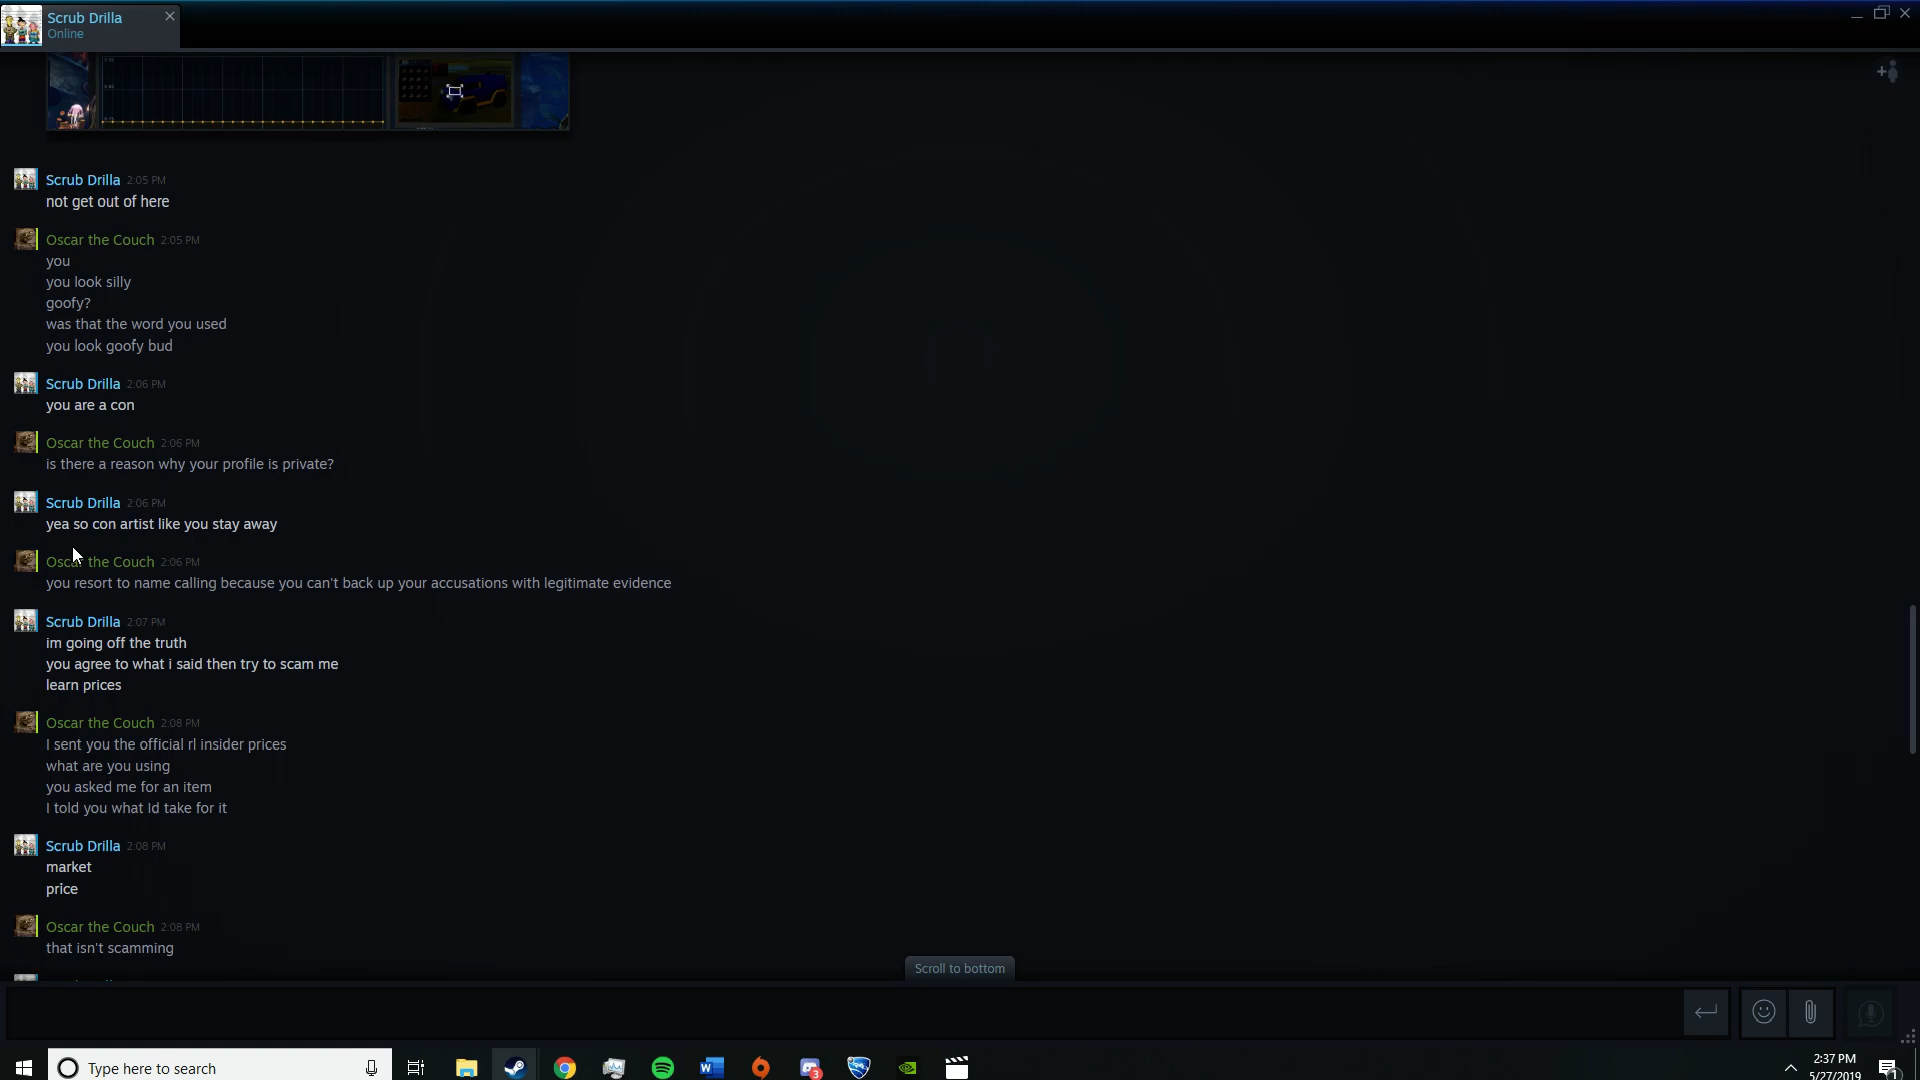 Scrub Drilla
Online
Scrub Drilla 2:05 PM
not get out of here
Oscar the Couch 2:05 PM
you
you look silly
goofy?
was that the word you used
you look goofy bud
Scrub Drilla 2:06 PM
you are a con
Oscar the Couch 2:06 PM
is there a reason why your profile is private?
Scrub Drilla 2:06 PM
yea so con artist like you stay away
Oscar the Couch 2:06 PM
you resort to name calling because you can't back up your accusations with legitimate evidence
Scrub Drilla 2:07 PM
im going off the truth
you agree to what i said then try to scam me
learn prices
Oscar the Couch 2:08 PM
I sent you the official rl insider prices
what are you using
you asked me for an item
I told you what Id take for it
Scrub Drilla 2:08 PM
market
price
Oscar the Couch 2:08 PM
that isn't scamming
Scroll to bottom
Type here to search
3
2:37 PM
5/27/2019
1